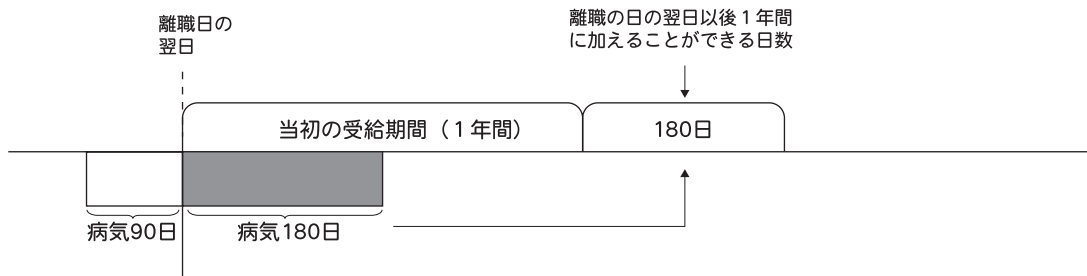 離職日の
翌日
離職の日の翌日以後1年間
に加えることができる日数
当初の受給期間（1年間）
180日
病気90日
病気180日